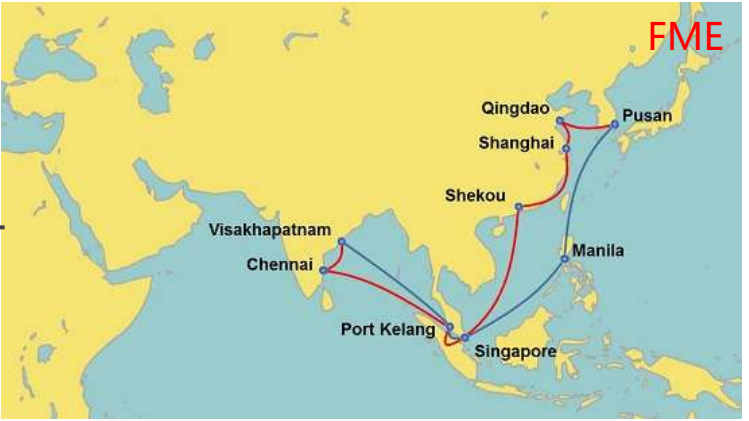 FME
Qingdao
Pusan
Shanghai
Shekou
Visakhapatnam
Manila
Chennai
Port Kelang
Singapore